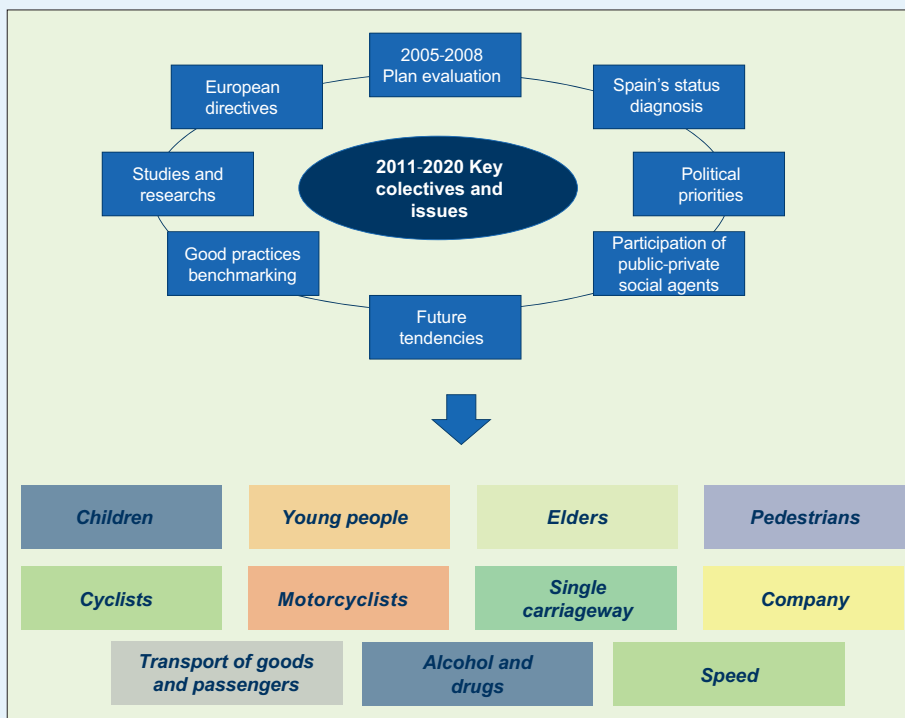 2005-2008
Plan evaluation
European
directives
Spain's status
diagnosis
Studies and
researchs
2011-2020 Key
colectives and
issues
Political
priorities
Good practices
benchmarking
Participation of
public-private
social agents
Future
tendencies
Children
Young people
Elders
Pedestrians
Cyclists
Motorcyclists
Single
carriageway
Company
Transport of goods
and passengers
Alcohol and
drugs
Speed